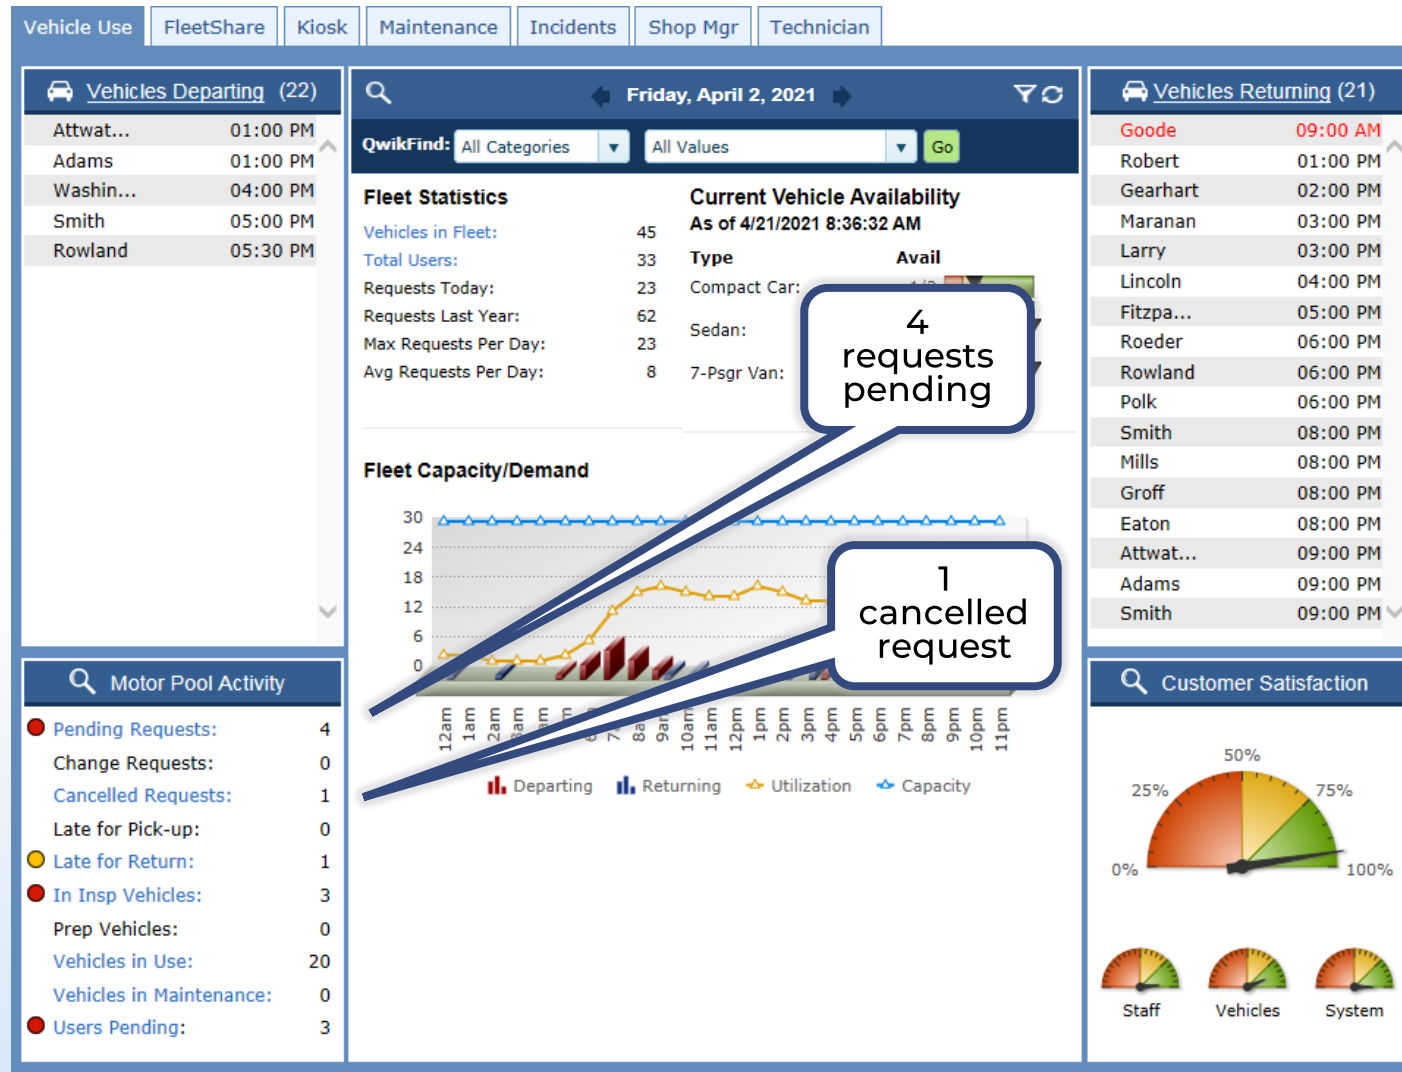 Vehicle Use FleetShare Kiosk Maintenance Incidents Shop Mgr Technician
Vehicles Departing (22)
Attwat... 01:00 PM
Adams 01:00 PM
Washin... 04:00 PM
Smith 05:00 PM
Rowland 05:30 PM
Friday, April 2, 2021
QwikFind: All Categories All Values Go
Fleet Statistics
Vehicles in Fleet: 45
Total Users: 33
Requests Today: 23
Requests Last Year: 62
Max Requests Per Day: 23
Avg Requests Per Day: 8
Current Vehicle Availability
As of 4/21/2021 8:36:32 AM
Type Avail
Compact Car:
Sedan:
7-Psgr Van:
4
requests
pending
Fleet Capacity/Demand
30
24
18
12
6
0
12am 1am 2am 8am 9am 10am 11am 12pm 1pm 2pm 3pm 4pm 5pm 6pm 7pm 8pm 9pm 10pm 11pm
Departing Returning Utilization Capacity
1
cancelled
request
Vehicles Returning (21)
Goode 09:00 AM
Robert 01:00 PM
Gearhart 02:00 PM
Maranan 03:00 PM
Larry 03:00 PM
Lincoln 04:00 PM
Fitzpa... 05:00 PM
Roeder 06:00 PM
Rowland 06:00 PM
Polk 06:00 PM
Smith 08:00 PM
Mills 08:00 PM
Groff 08:00 PM
Eaton 08:00 PM
Attwat... 09:00 PM
Adams 09:00 PM
Smith 09:00 PM
Motor Pool Activity
Pending Requests: 4
Change Requests: 0
Cancelled Requests: 1
Late for Pick-up: 0
Late for Return: 1
In Insp Vehicles: 3
Prep Vehicles: 0
Vehicles in Use: 20
Vehicles in Maintenance: 0
Users Pending: 3
Customer Satisfaction
0% 25% 50% 75% 100%
Staff Vehicles System